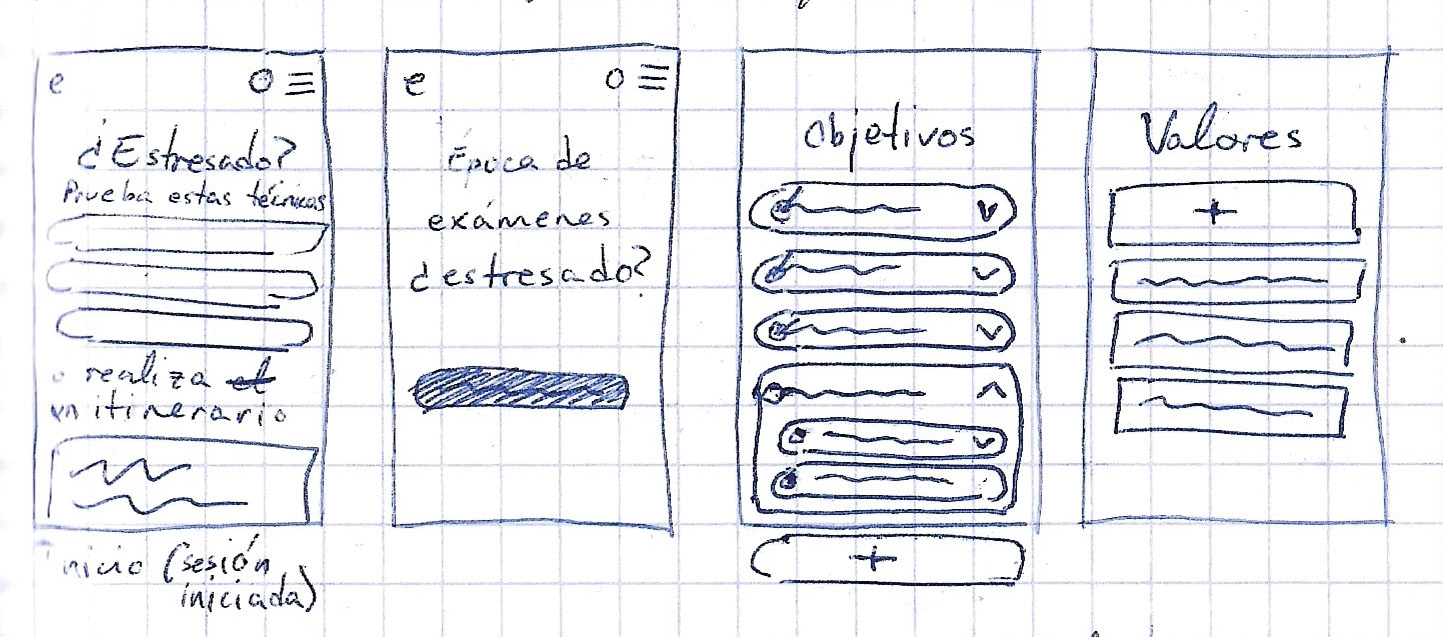 e
¿Estresado?
Prueba estas técnicas
o realiza el
un itinerario
inicio (sesión
iniciada)
e
Época de
exámenes
¿estresado?
Objetivos
+
Valores
+